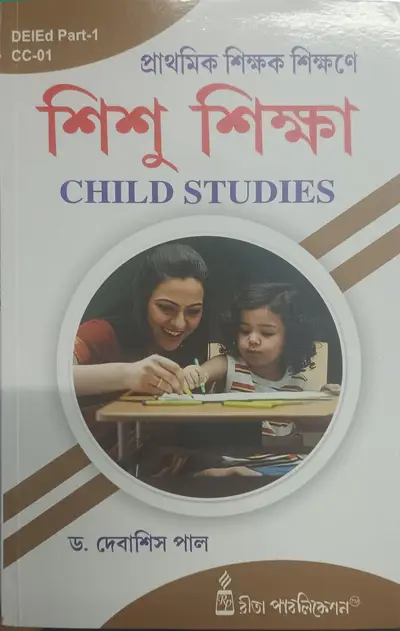 DElEd Part-1
CC-01
প্রাথমিক শিক্ষক শিক্ষণে
শিশু শিক্ষা
CHILD STUDIES
ড. দেবাশিস পাল
রীতা পাবলিকেশন